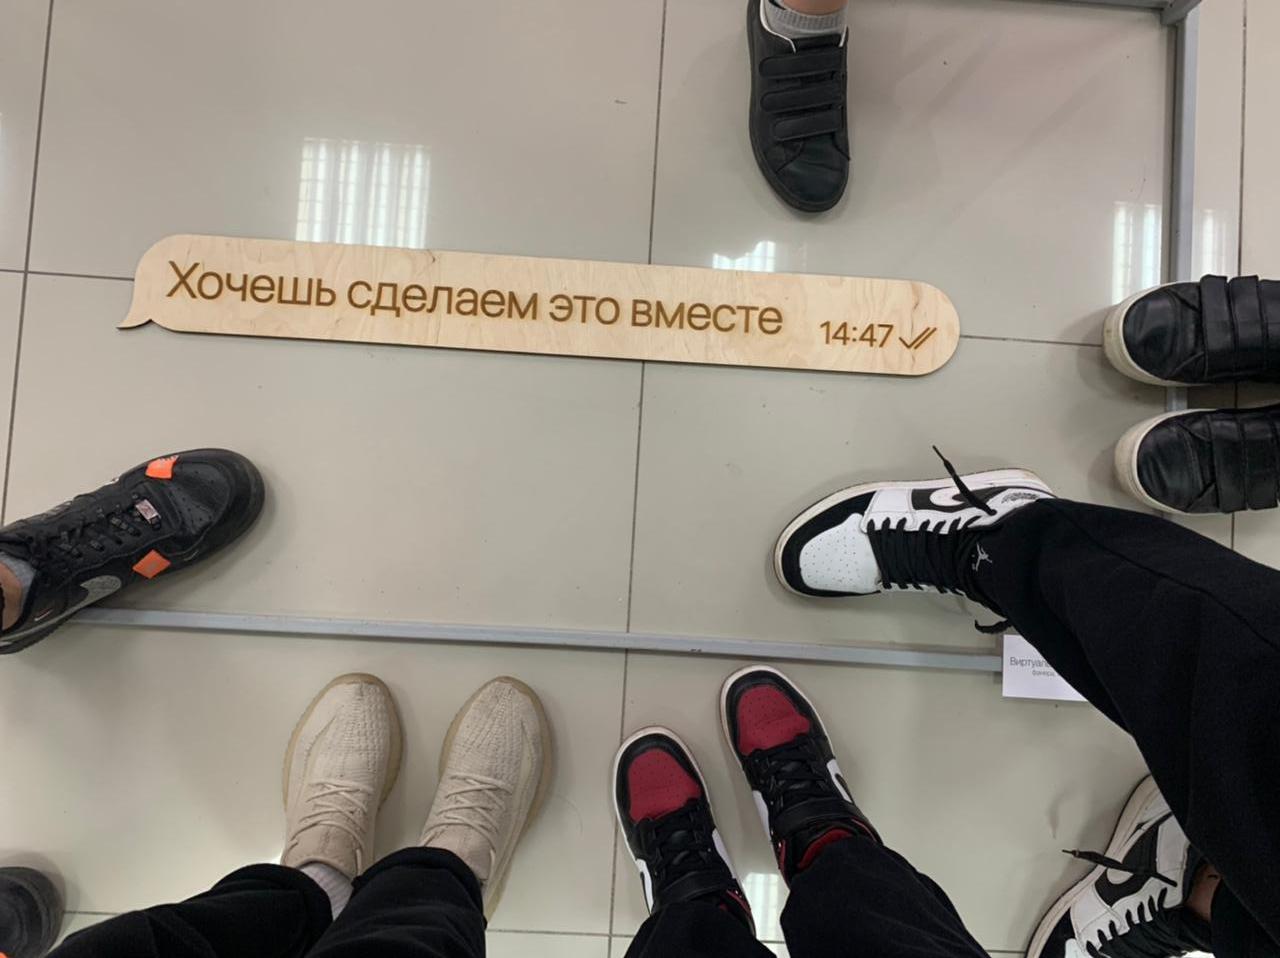 Хочешь сделаем это вместе 14:47